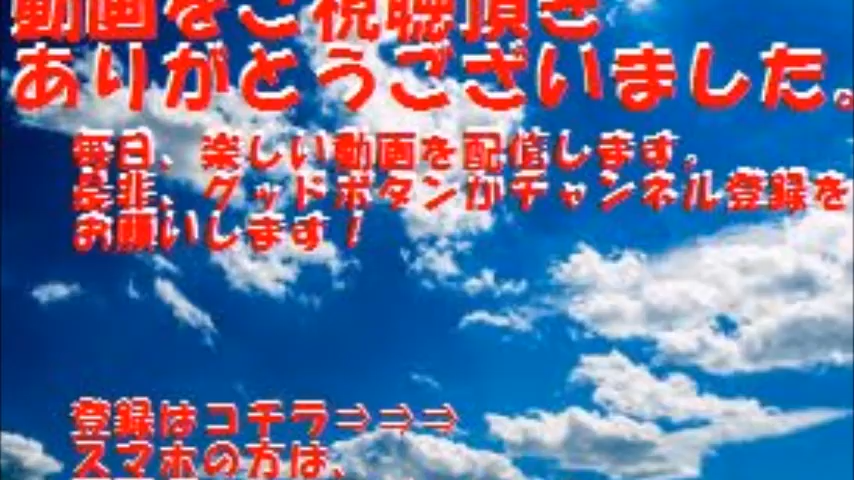 動画をご視聴頂き
ありがとうございました。
毎日、楽しい動画を配信します。
是非、グッドボタンかチャンネル登録を
お願いします！
登録はコチラ⇒⇒⇒
スマホの方は、